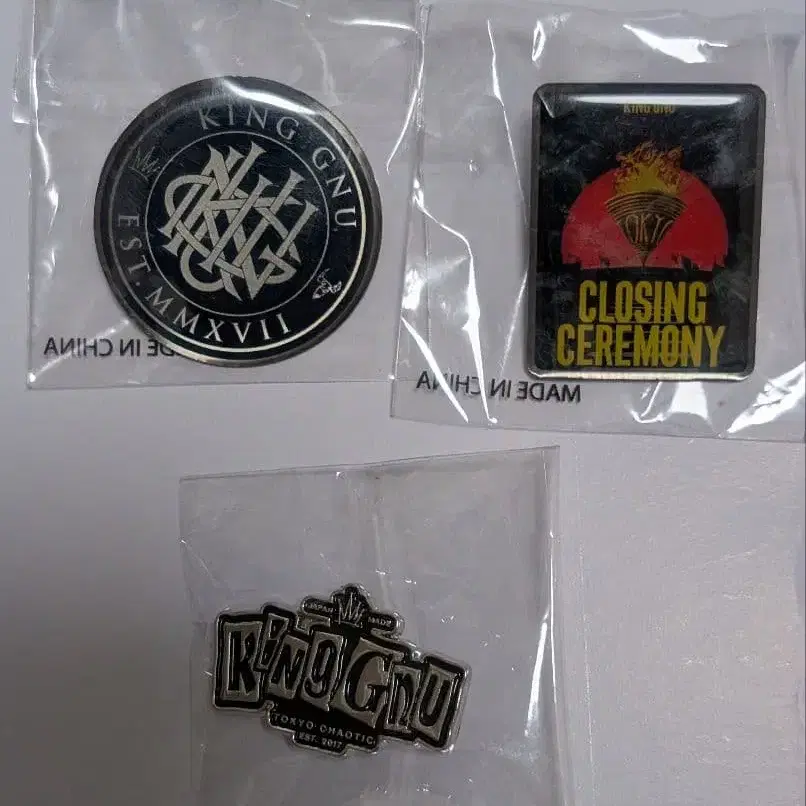 KING GNU
EST. MMXVII
MADE IN CHINA
KING GNU
CLOSING
CEREMONY
MADE IN CHINA
JAPAN MADE
King Gnu
TOKYO CHAOTIC
EST. 2017